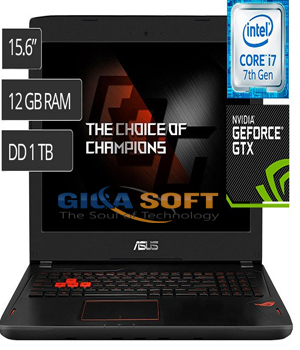 15.6”
12 GB RAM
DD 1 TB
intel
CORE i7
7th Gen
NVIDIA
GEFORCE
GTX
THE CHOICE OF
CHAMPIONS
GIGA SOFT
The Soul of Technology
ASUS